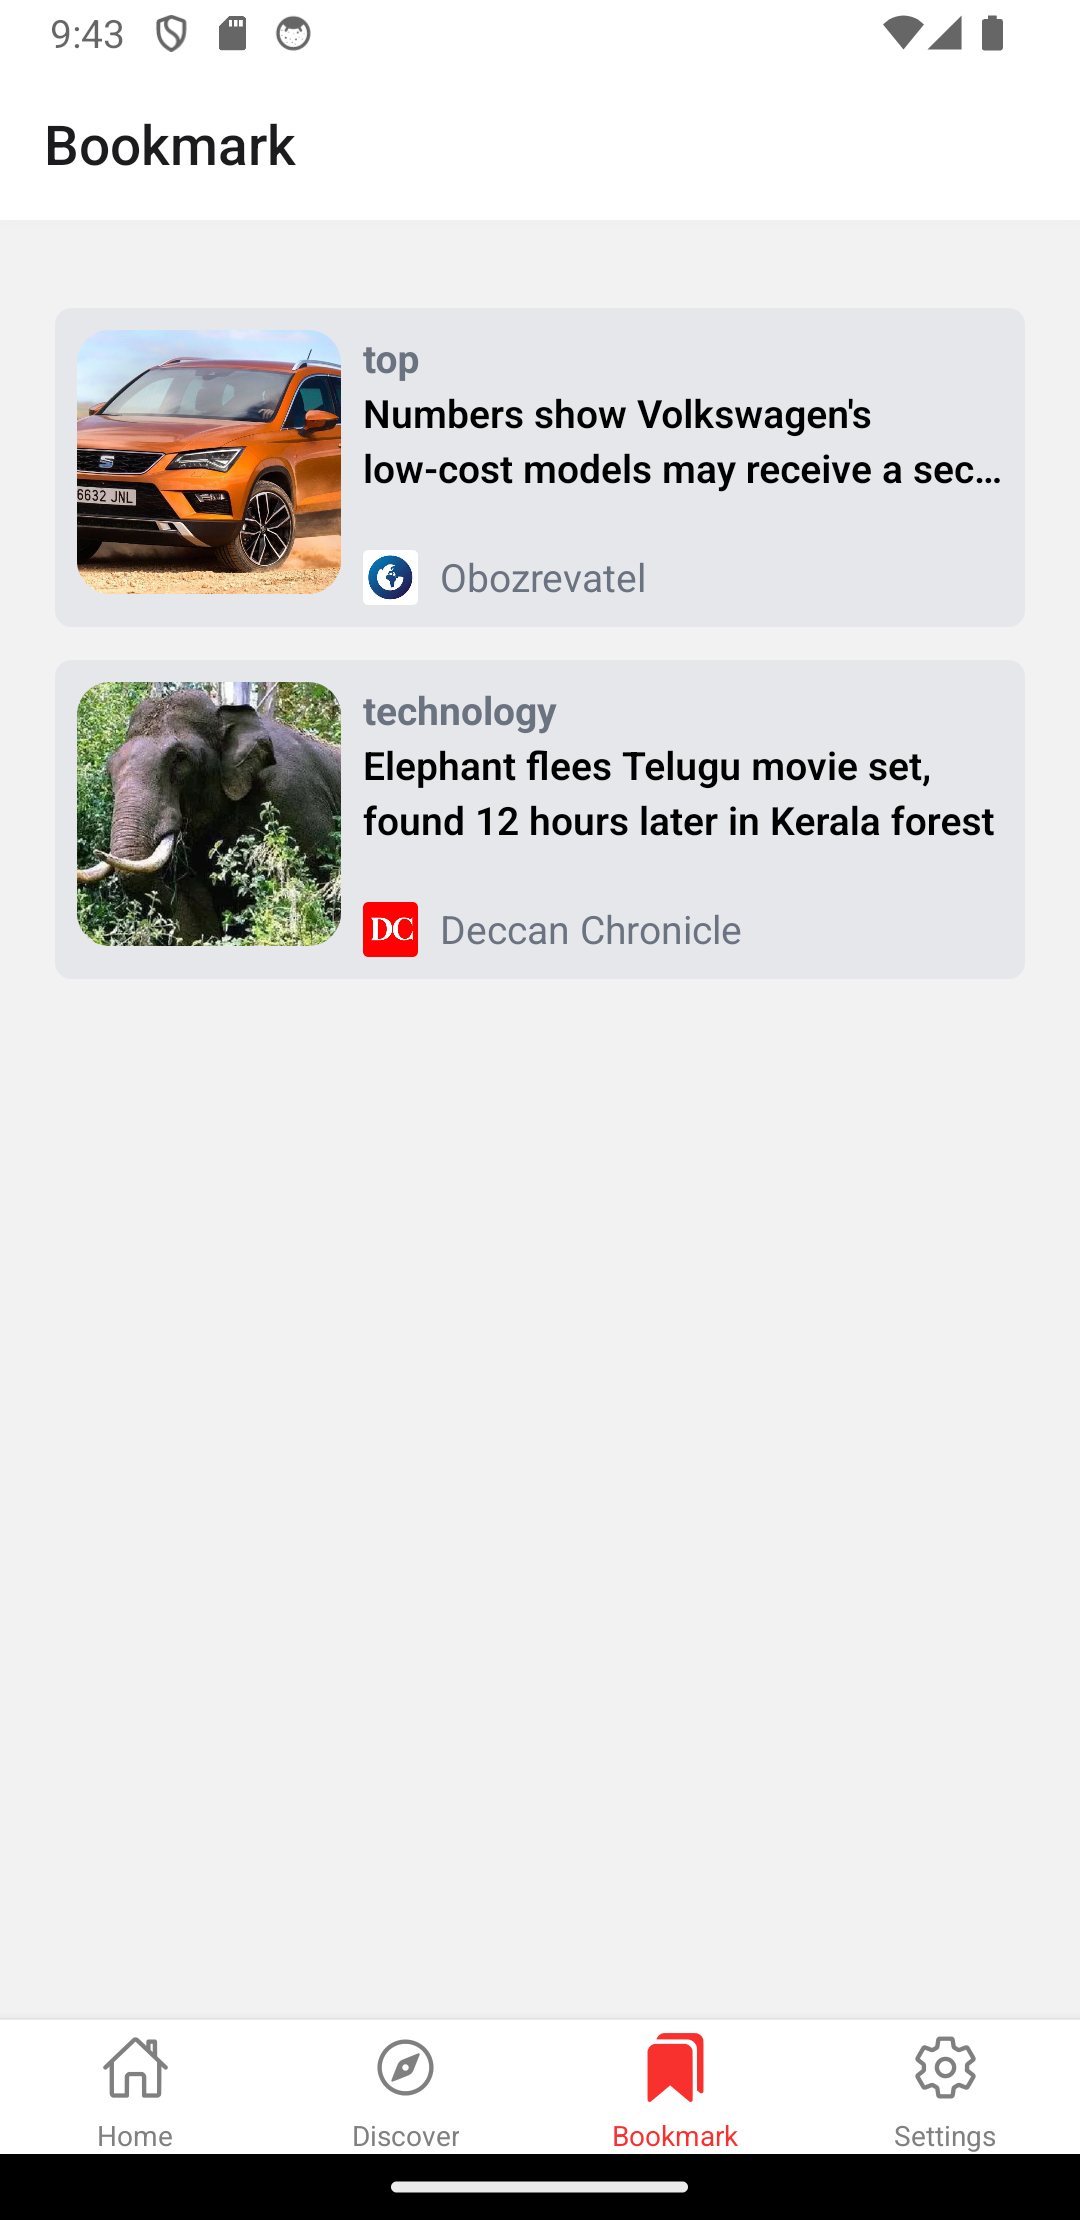 9:43
Bookmark
top
Numbers show Volkswagen's
low-cost models may receive a sec...
6632 JNL
Obozrevatel
technology
Elephant flees Telugu movie set,
found 12 hours later in Kerala forest
DC
Deccan Chronicle
Home
Discover
Bookmark
Settings